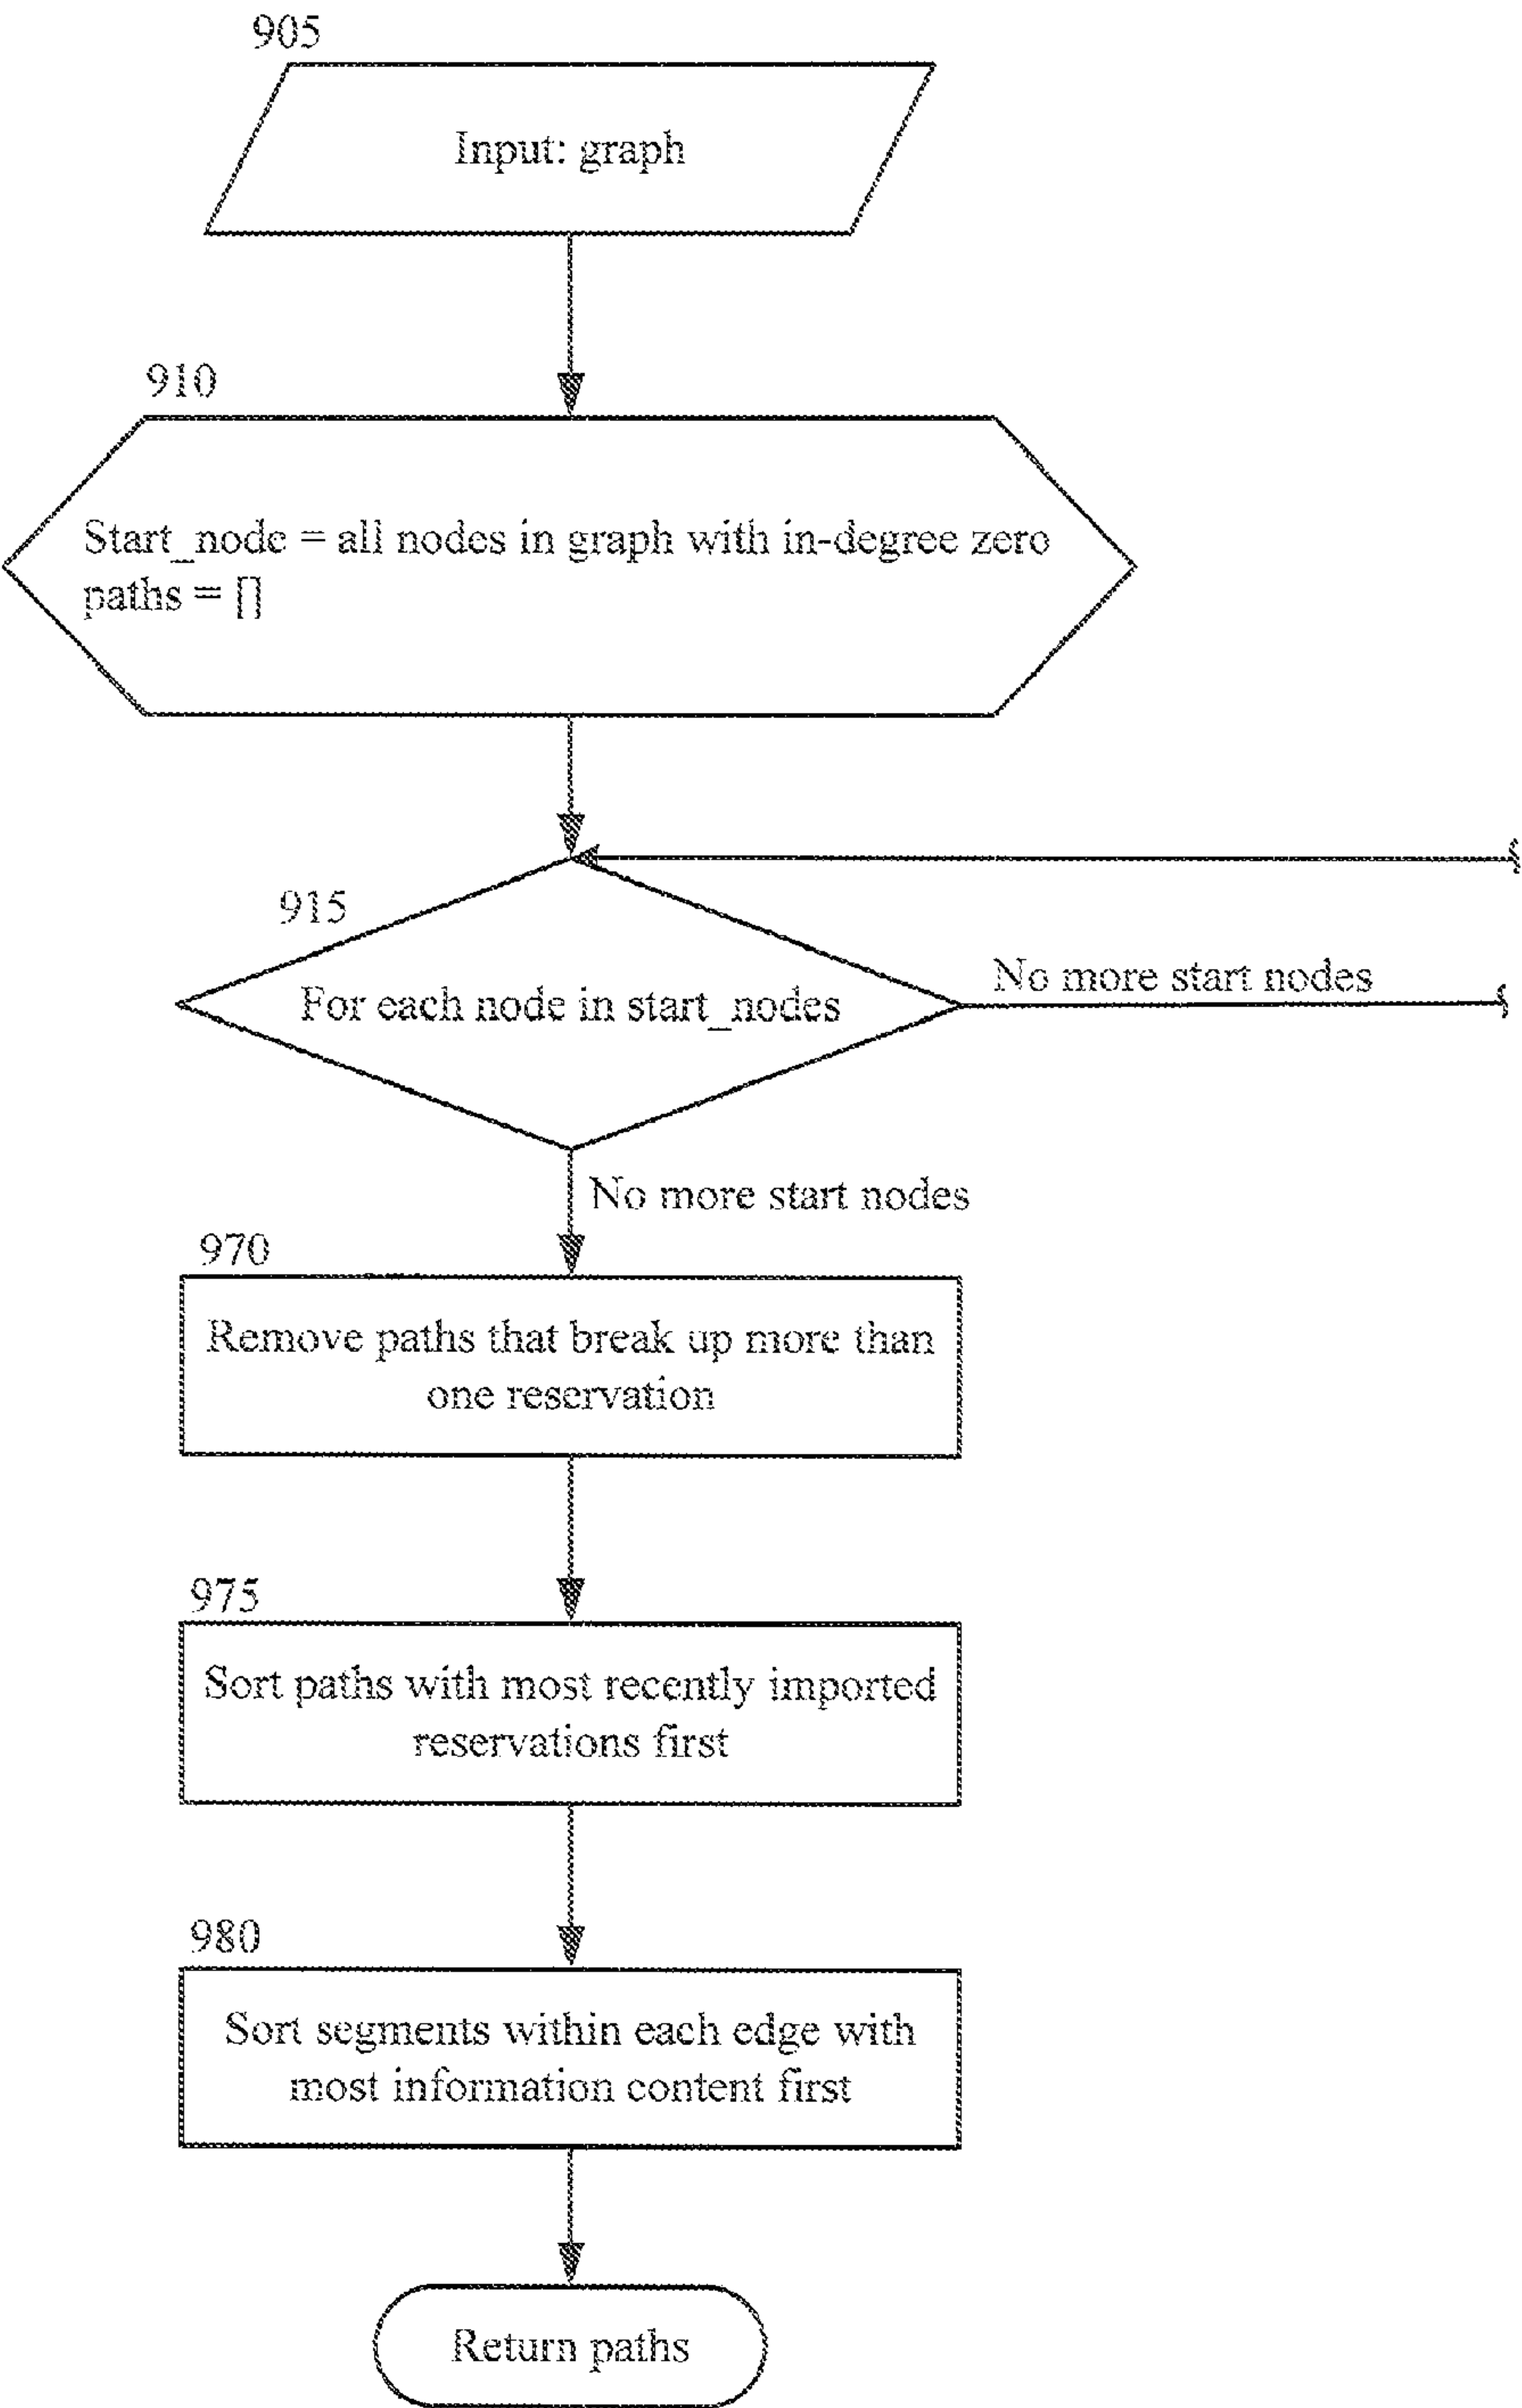 905
Input: graph
910
Start_node = all nodes in graph with in-degree zero
paths = []
915
For each node in start_nodes
No more start nodes
No more start nodes
970
Remove paths that break up more than
one reservation
975
Sort paths with most recently imported
reservations first
980
Sort segments within each edge with
most information content first
Return paths